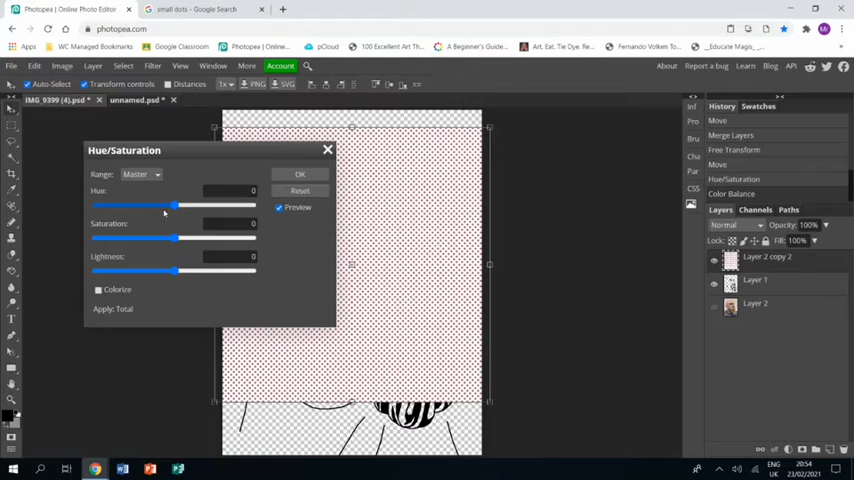 Photopea | Online Photo Editor
small dots - Google Search
photopea.com
Apps
WC Managed Bookmarks
Google Classroom
Photopea | Online P
pCloud
100 Excellent Art Th
A Beginner's Guide
Art. Eat. Tie Dye. Re
Fernando Volken To
__Educate Magis_
File Edit Image Layer Select Filter View Window More Account
About Report a bug Learn Blog API
Auto-Select Transform controls Distances 1x PNG SVG
IMG_9399 (4).psd *
unnamed.psd *
Hue/Saturation
Range: Master
OK
Hue: 0
Reset
Preview
Saturation: 0
Lightness: 0
Colorize
Apply: Total
Inf
Pro
Bru
Cha
Par
CSS
History Swatches
Move
Merge Layers
Free Transform
Move
Hue/Saturation
Color Balance
Layers Channels Paths
Normal Opacity: 100%
Lock: Fill: 100%
Layer 2 copy 2
Layer 1
Layer 2
eff
ENG
UK
20:54
23/02/2021